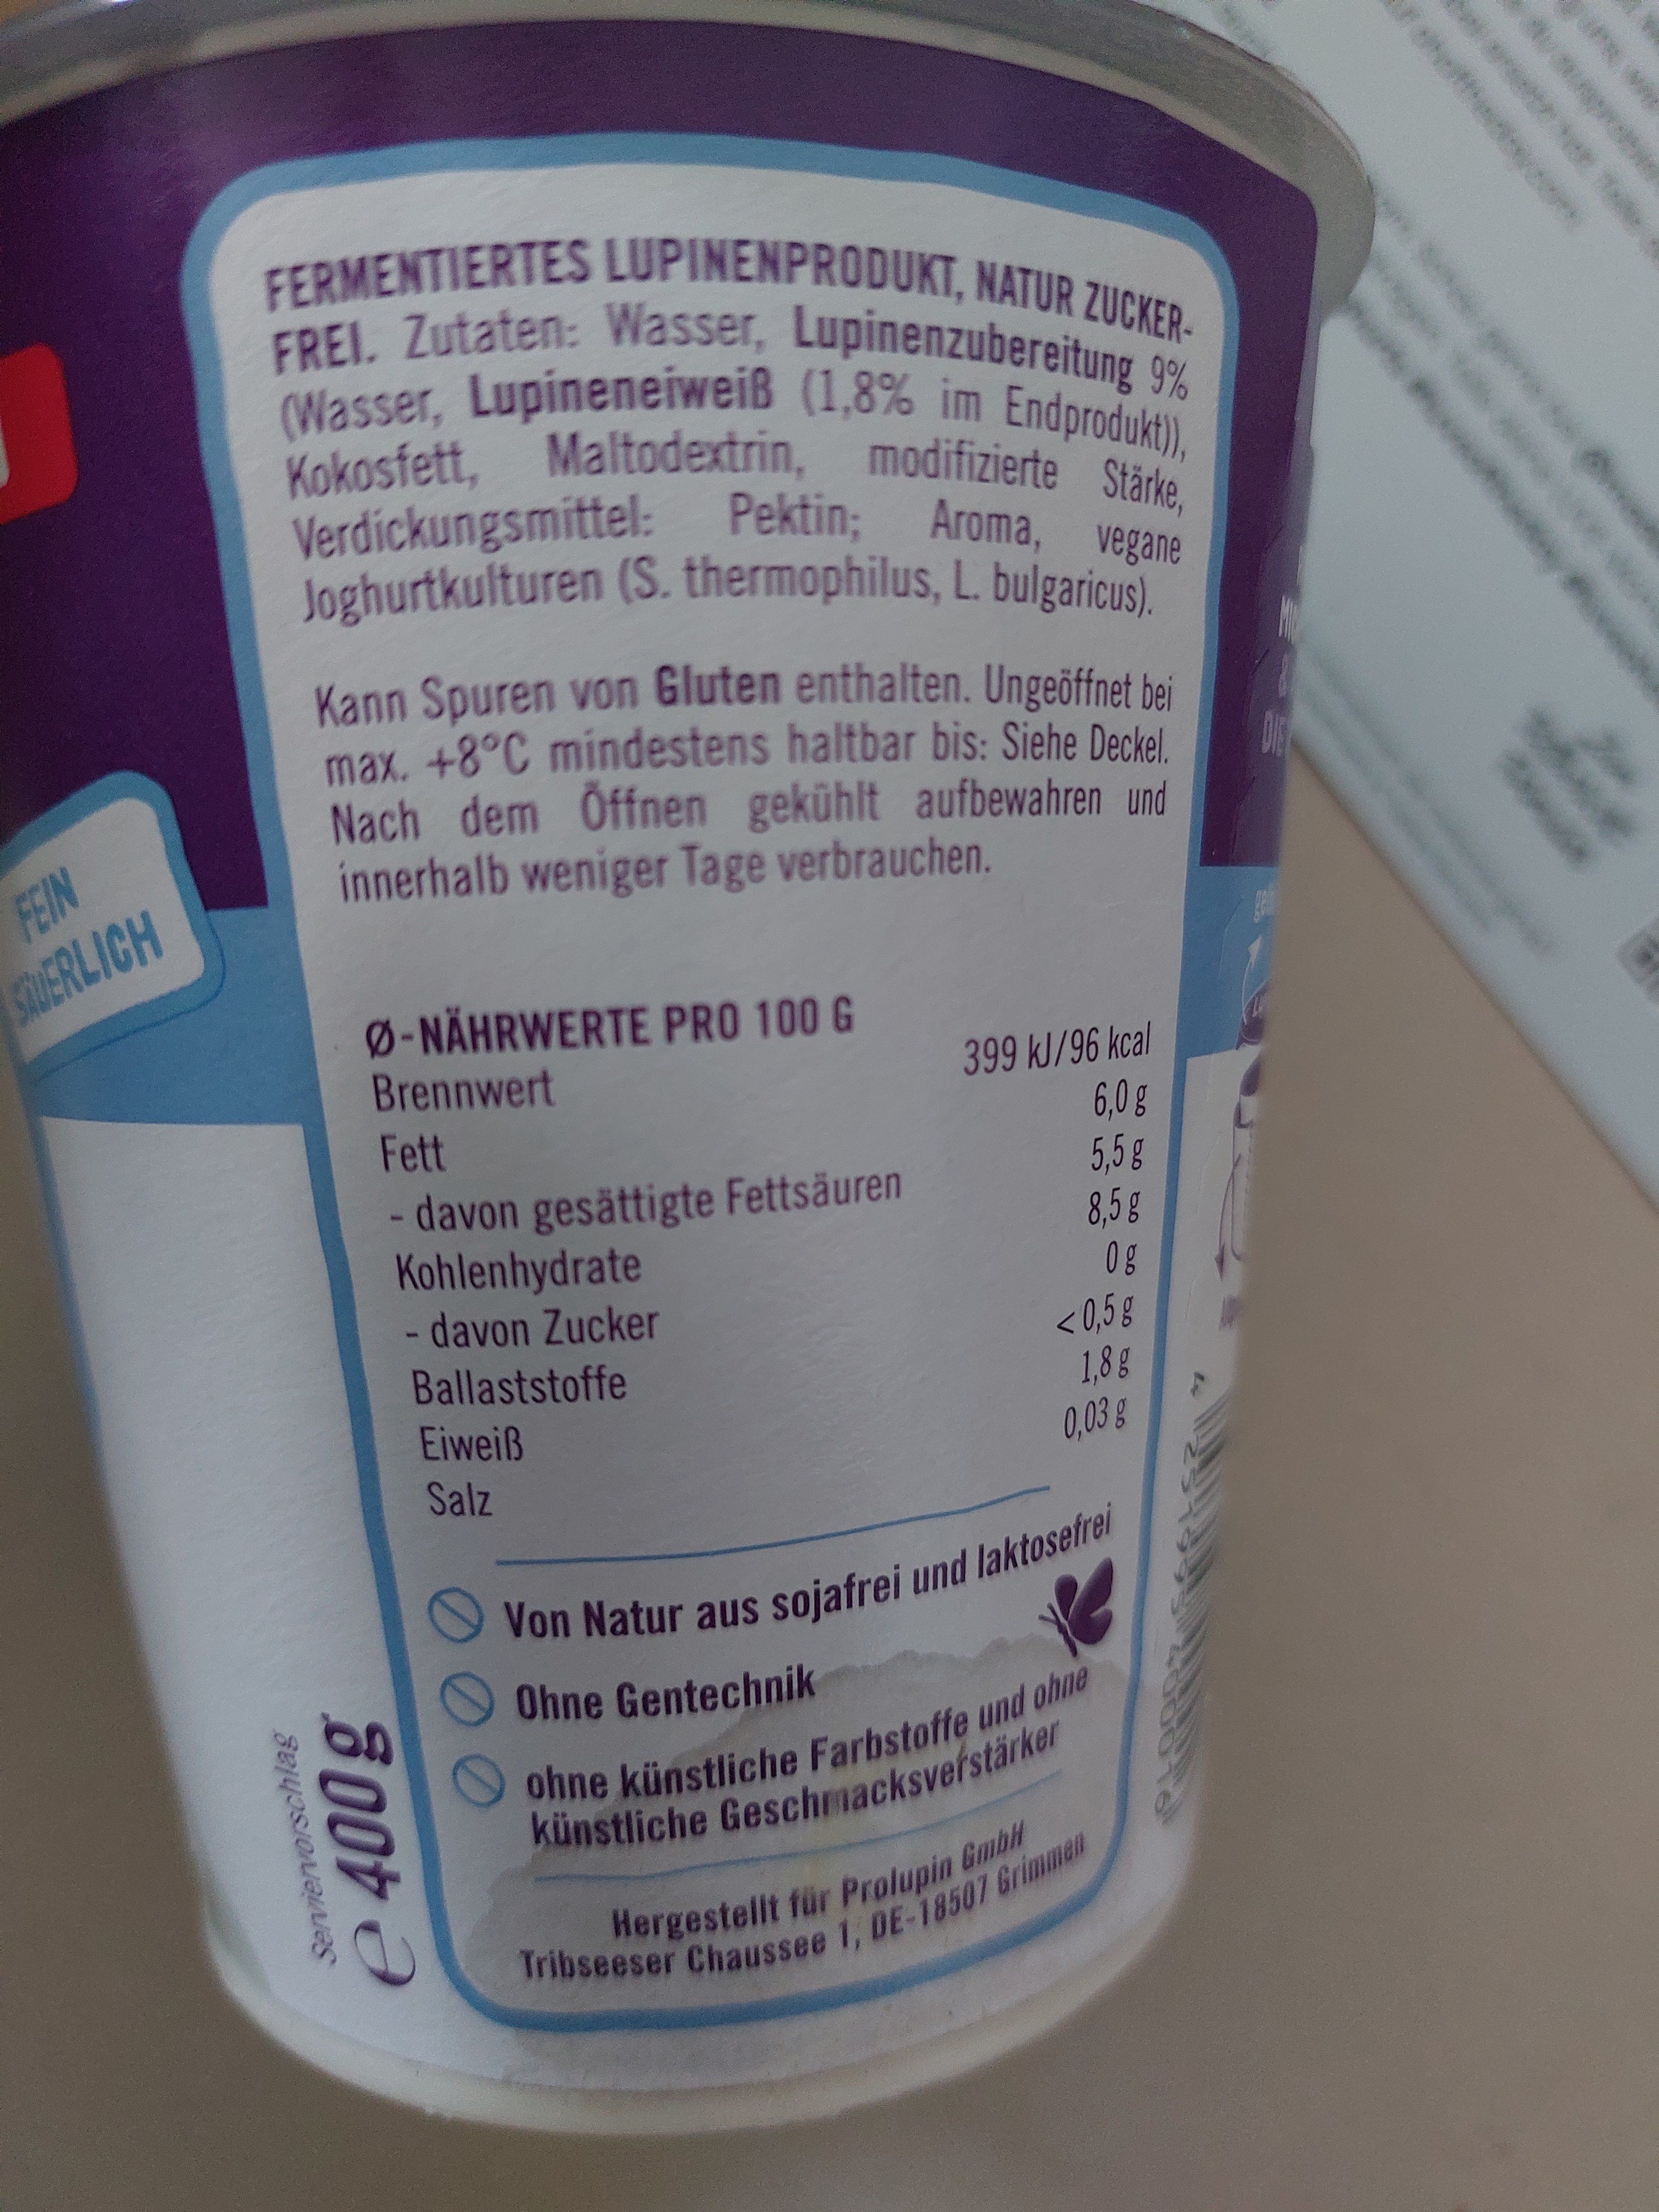 FERMENTIERTES LUPINENPRODUKT, NATUR ZUCKER-
FREI. Zutaten: Wasser, Lupinenzubereitung 9%
(Wasser, Lupineneiweiß (1,8% im Endprodukt)),
Kokosfett, Maltodextrin, modifizierte Stärke,
Verdickungsmittel: Pektin; Aroma, vegane
Joghurtkulturen (S. thermophilus, L. bulgaricus).
Kann Spuren von Gluten enthalten. Ungeöffnet bei
max. +8°C mindestens haltbar bis: Siehe Deckel.
Nach dem Öffnen gekühlt aufbewahren und
innerhalb weniger Tage verbrauchen.
FEIN
SÄUERLICH
Ø-NÄHRWERTE PRO 100 G
Brennwert 399 kJ/96 kcal
Fett 6,0 g
- davon gesättigte Fettsäuren 5,5 g
Kohlenhydrate 8,5 g
- davon Zucker 0 g
Ballaststoffe < 0,5 g
Eiweiß 1,8 g
Salz 0,03 g
Von Natur aus sojafrei und laktosefrei
Ohne Gentechnik
ohne künstliche Farbstoffe und ohne
künstliche Geschmacksverstärker
Hergestellt für Prolupin GmbH
Tribseeser Chaussee 1, DE-18507 Grimmen
Serviervorschlag
e 400 g